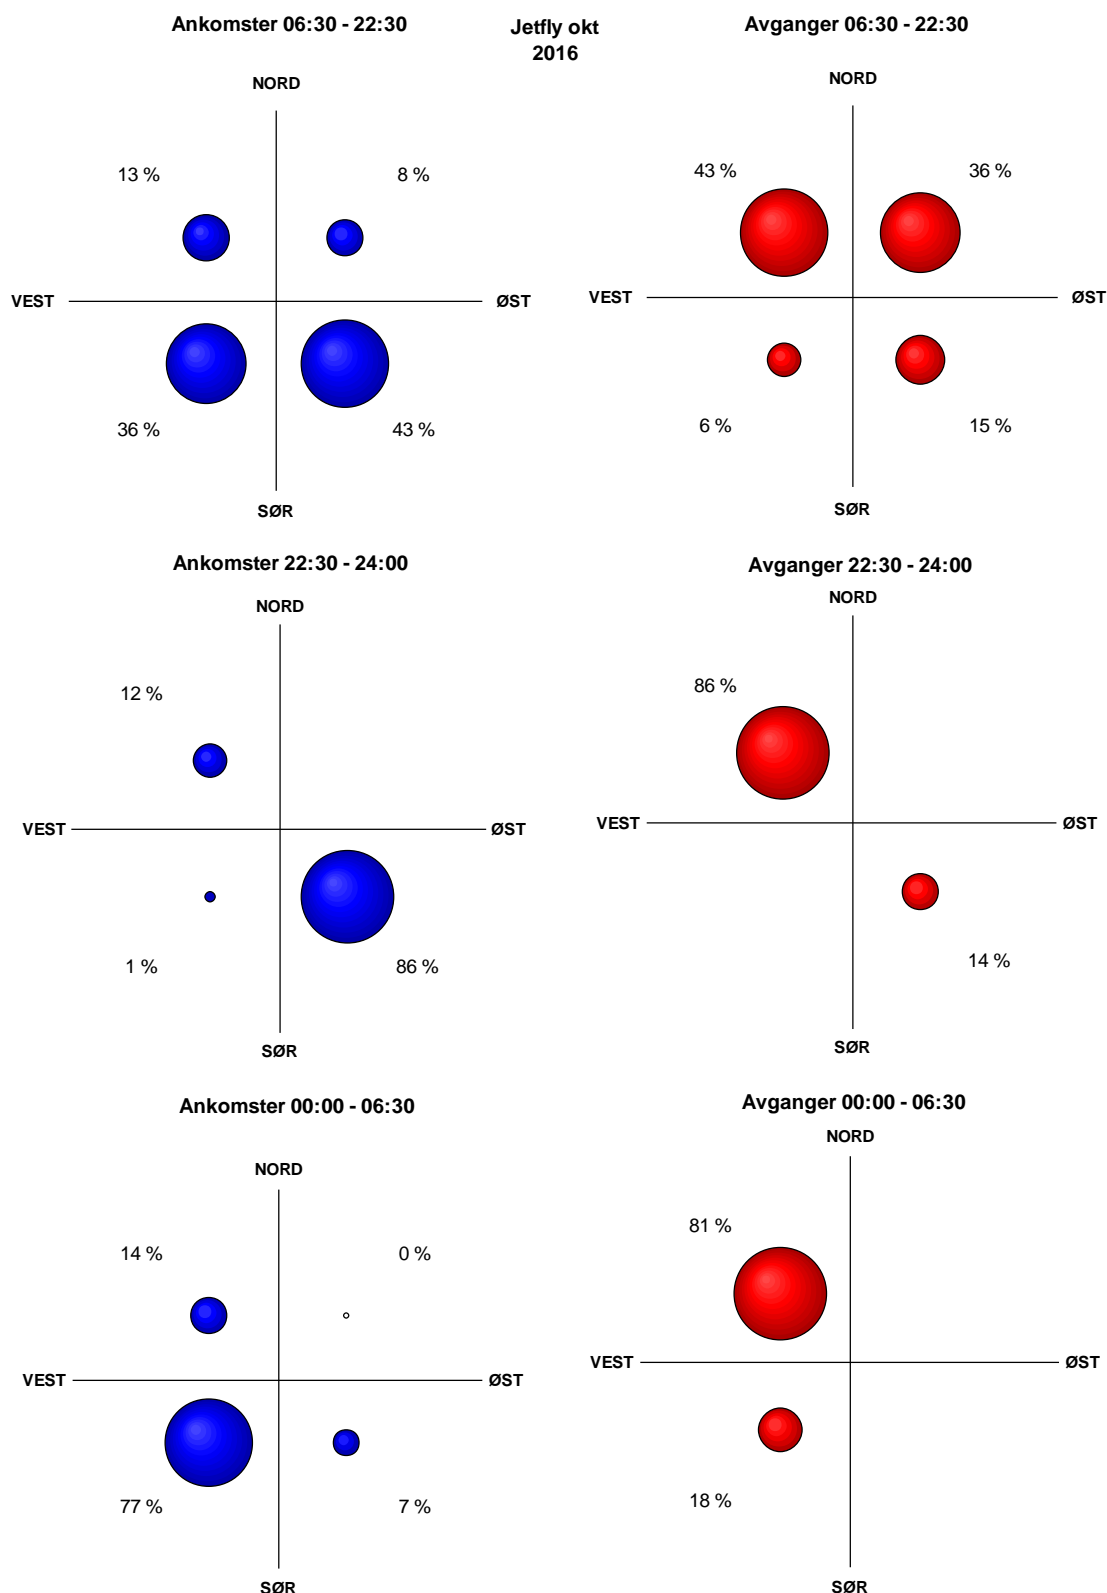 Ankomster 06:30 - 22:30
Jetfly okt
2016
Avganger 06:30 - 22:30
NORD
13 %
8 %
VEST
ØST
36 %
43 %
SØR
NORD
43 %
36 %
VEST
ØST
6 %
15 %
SØR
Ankomster 22:30 - 24:00
NORD
12 %
VEST
ØST
1 %
86 %
SØR
Avganger 22:30 - 24:00
NORD
86 %
VEST
ØST
14 %
SØR
Ankomster 00:00 - 06:30
NORD
14 %
0 %
VEST
ØST
77 %
7 %
SØR
Avganger 00:00 - 06:30
NORD
81 %
VEST
ØST
18 %
SØR